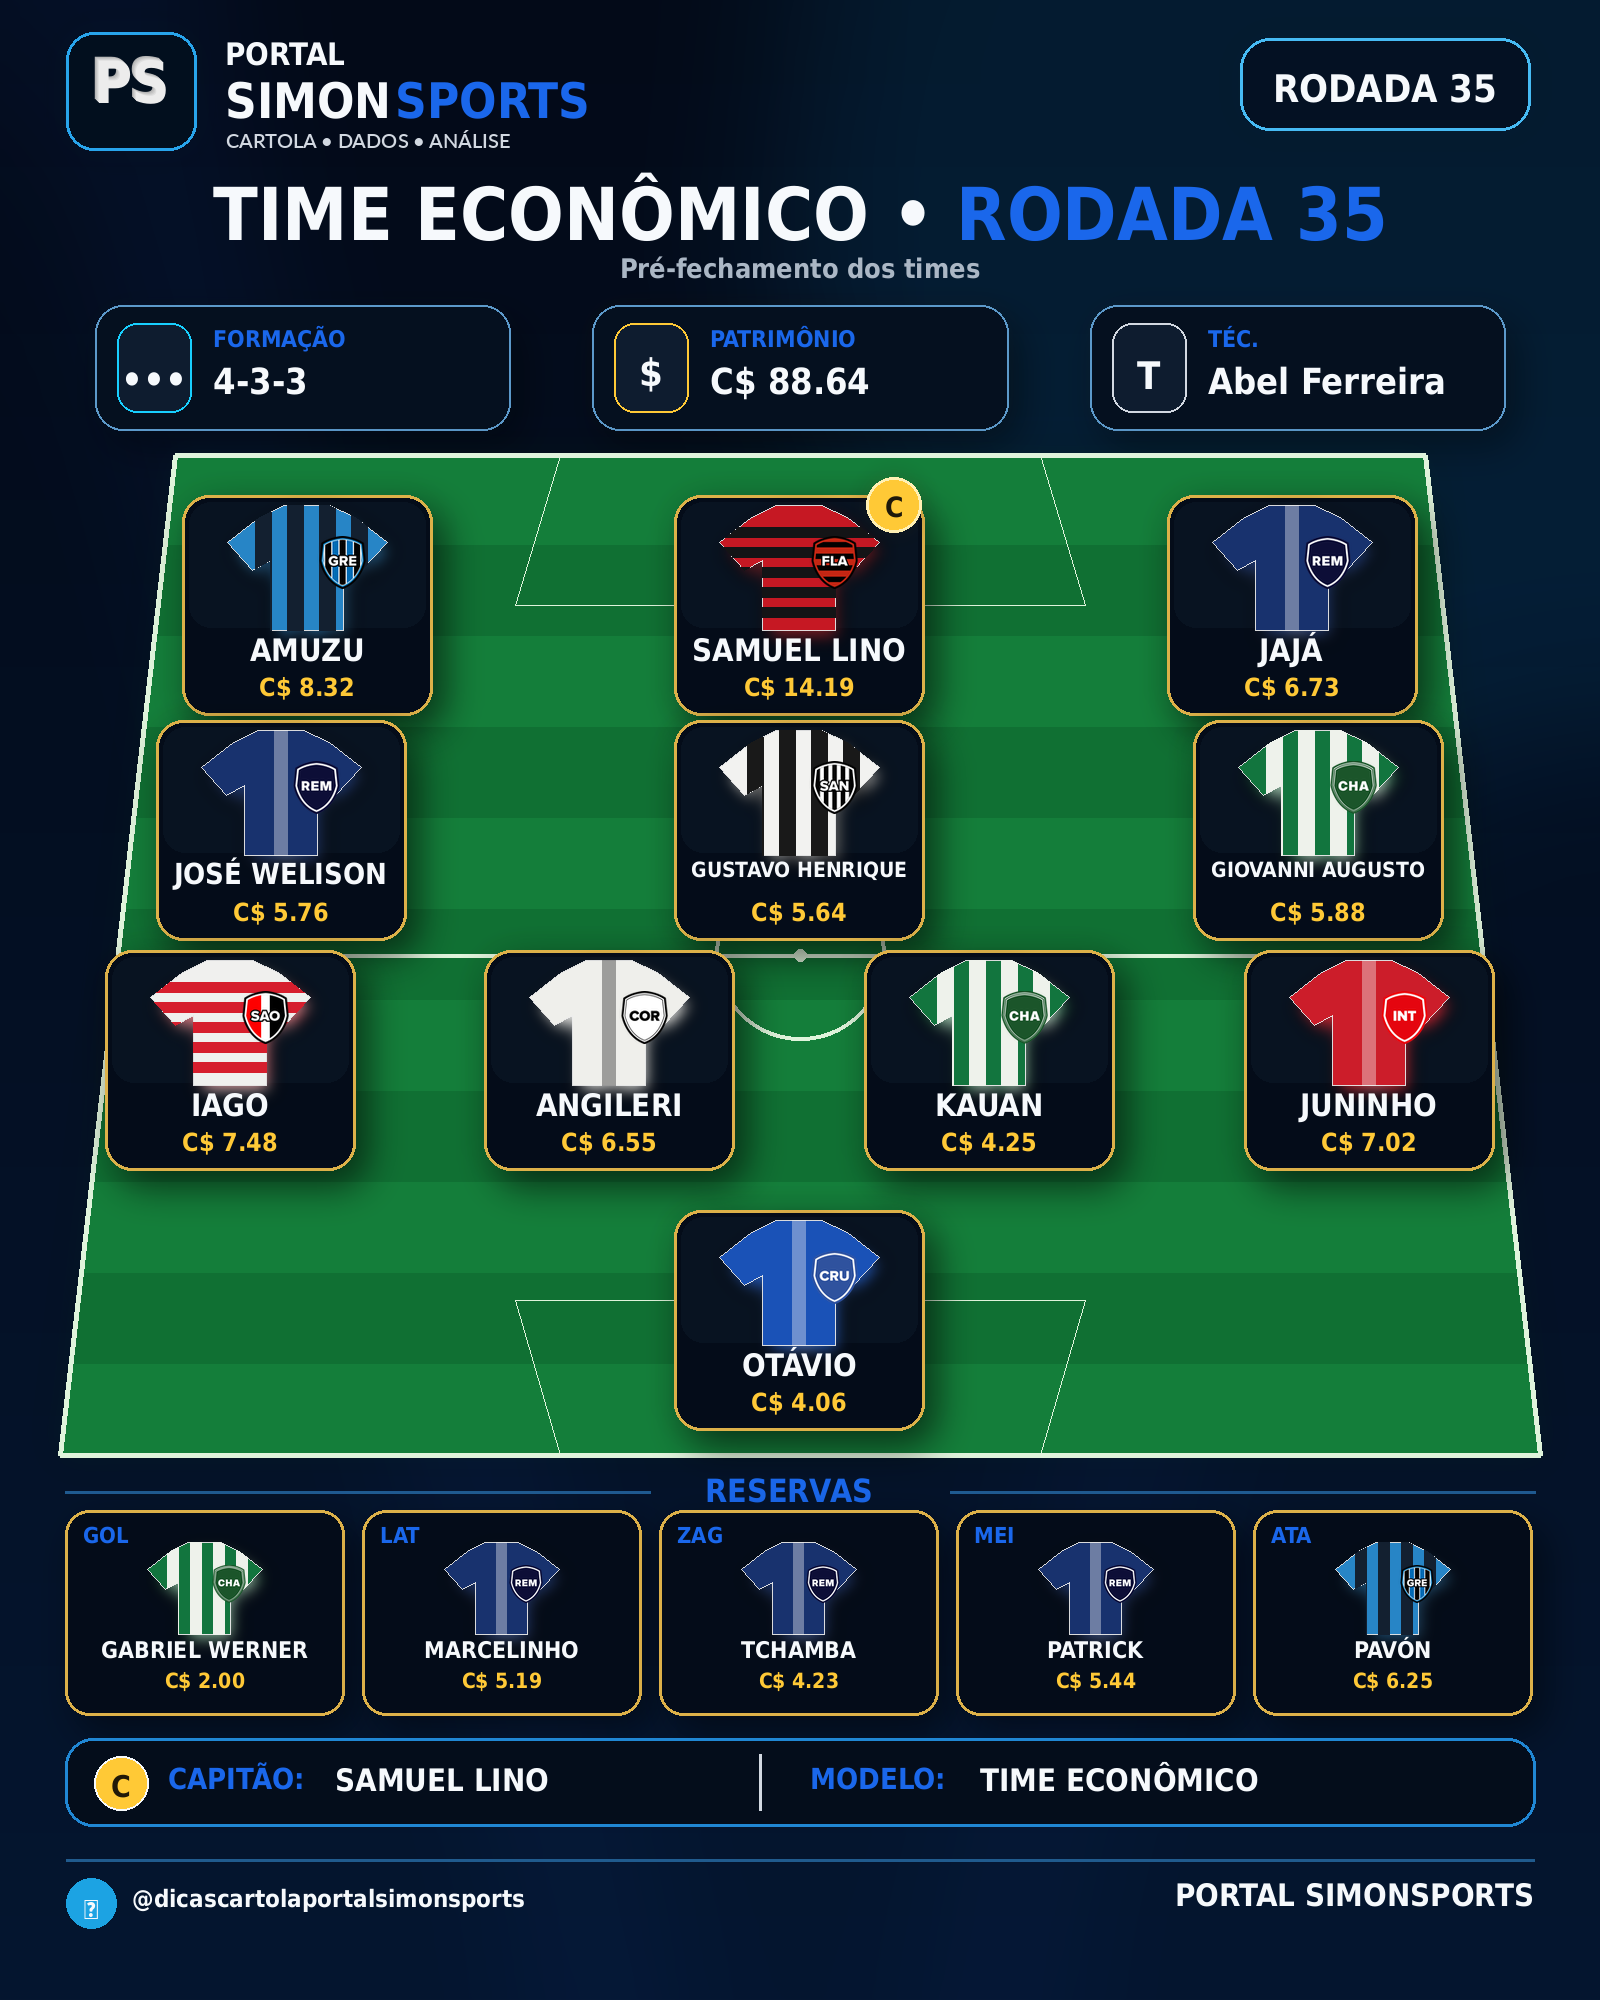 PS
PORTAL
SIMONSPORTS
CARTOLA • DADOS • ANÁLISE
RODADA 35
TIME ECONÔMICO • RODADA 35
Pré-fechamento dos times
FORMAÇÃO
4-3-3
$
PATRIMÔNIO
C$ 88.64
T
TÉC.
Abel Ferreira
GRE
AMUZU
C$ 8.32
C
FLA
SAMUEL LINO
C$ 14.19
REM
JAJÁ
C$ 6.73
REM
JOSÉ WELISON
C$ 5.76
SAN
GUSTAVO HENRIQUE
C$ 5.64
CHA
GIOVANNI AUGUSTO
C$ 5.88
SAO
IAGO
C$ 7.48
COR
ANGILERI
C$ 6.55
CHA
KAUAN
C$ 4.25
INT
JUNINHO
C$ 7.02
CRU
OTÁVIO
C$ 4.06
RESERVAS
GOL
CHA
GABRIEL WERNER
C$ 2.00
LAT
REM
MARCELINHO
C$ 5.19
ZAG
REM
TCHAMBA
C$ 4.23
MEI
REM
PATRICK
C$ 5.44
ATA
GRE
PAVÓN
C$ 6.25
C CAPITÃO: SAMUEL LINO
MODELO: TIME ECONÔMICO
@dicascartolaportalsimonsports
PORTAL SIMONSPORTS